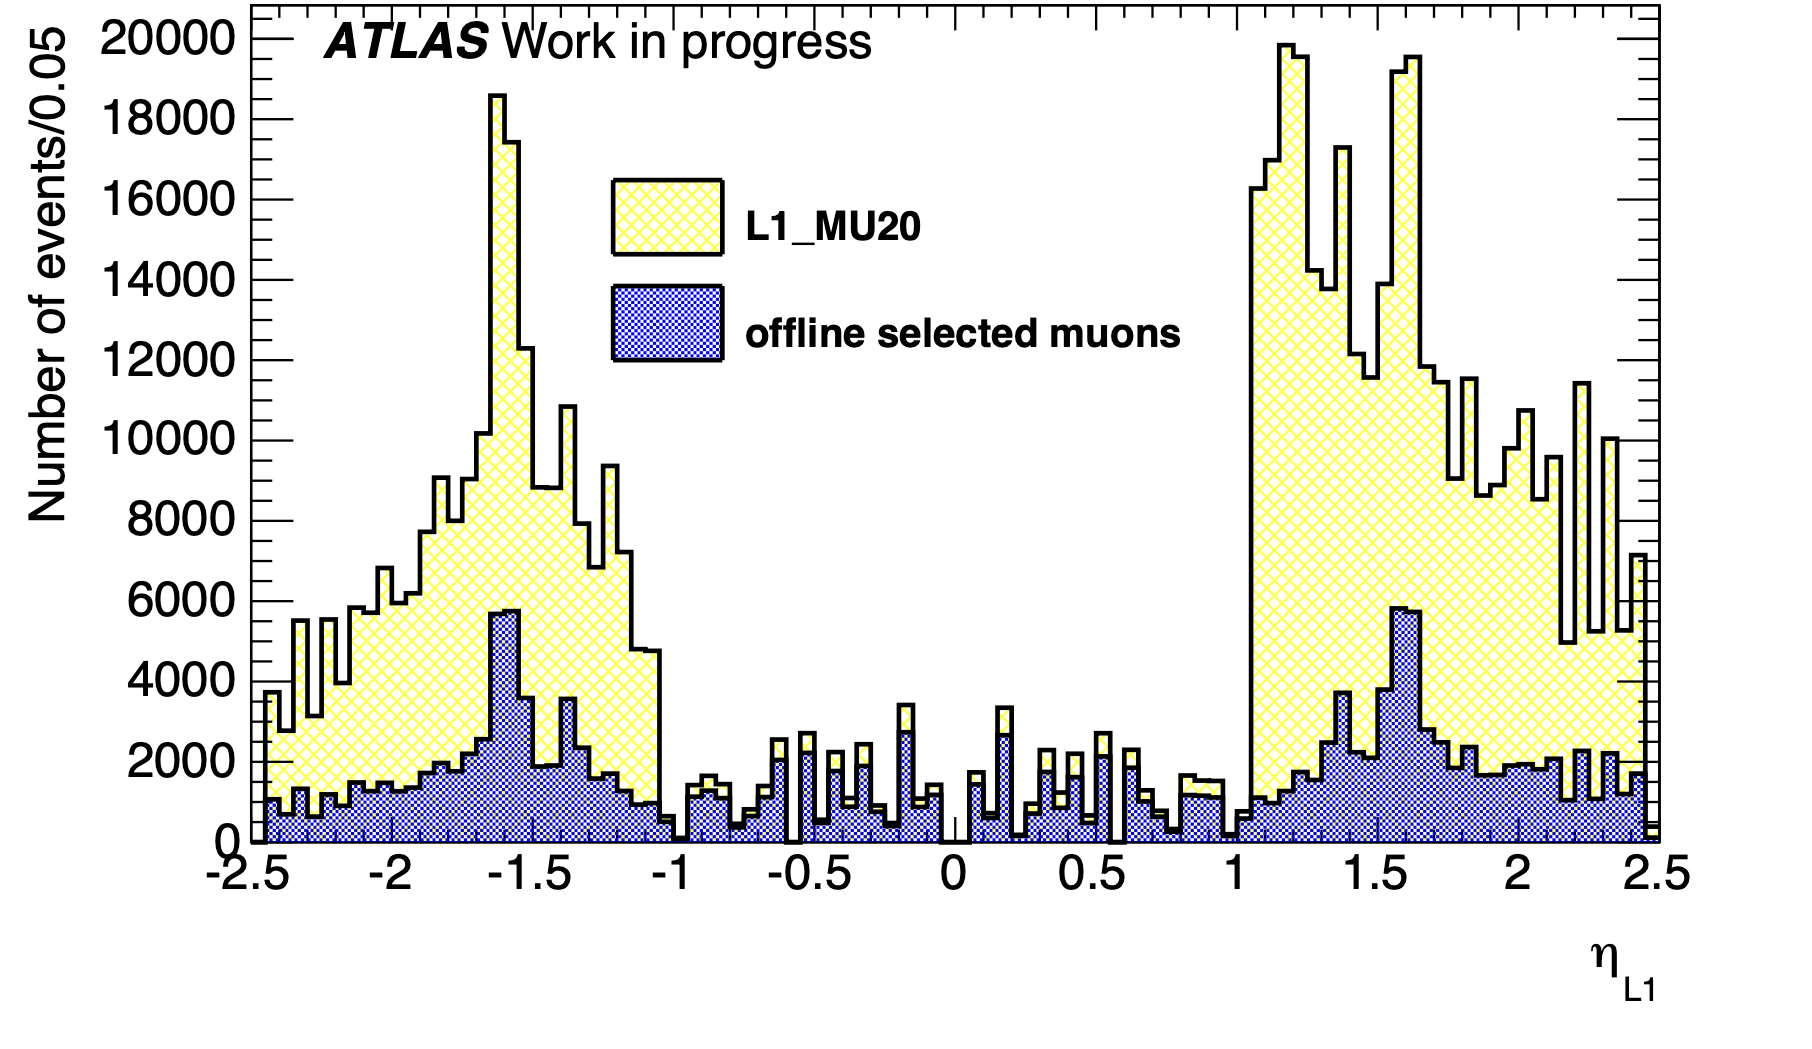 ATLAS Work in progress
Number of events/0.05
20000
18000
16000
14000
12000
10000
8000
6000
4000
2000
0
L1_MU20
offline selected muons
-2.5 -2 -1.5 -1 -0.5 0 0.5 1 1.5 2 2.5
η L1